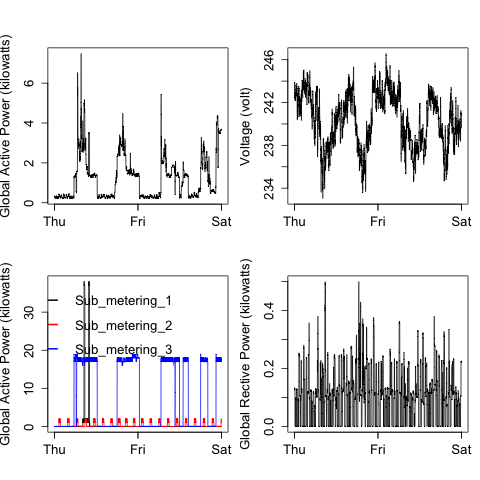 Global Active Power (kilowatts)
0 2 4 6
Thu Fri Sat
Voltage (volt)
234 238 242 246
Thu Fri Sat
Global Active Power (kilowatts)
0 10 20 30
Sub_metering_1
Sub_metering_2
Sub_metering_3
Thu Fri Sat
Global Rective Power (kilowatts)
0.0 0.2 0.4
Thu Fri Sat